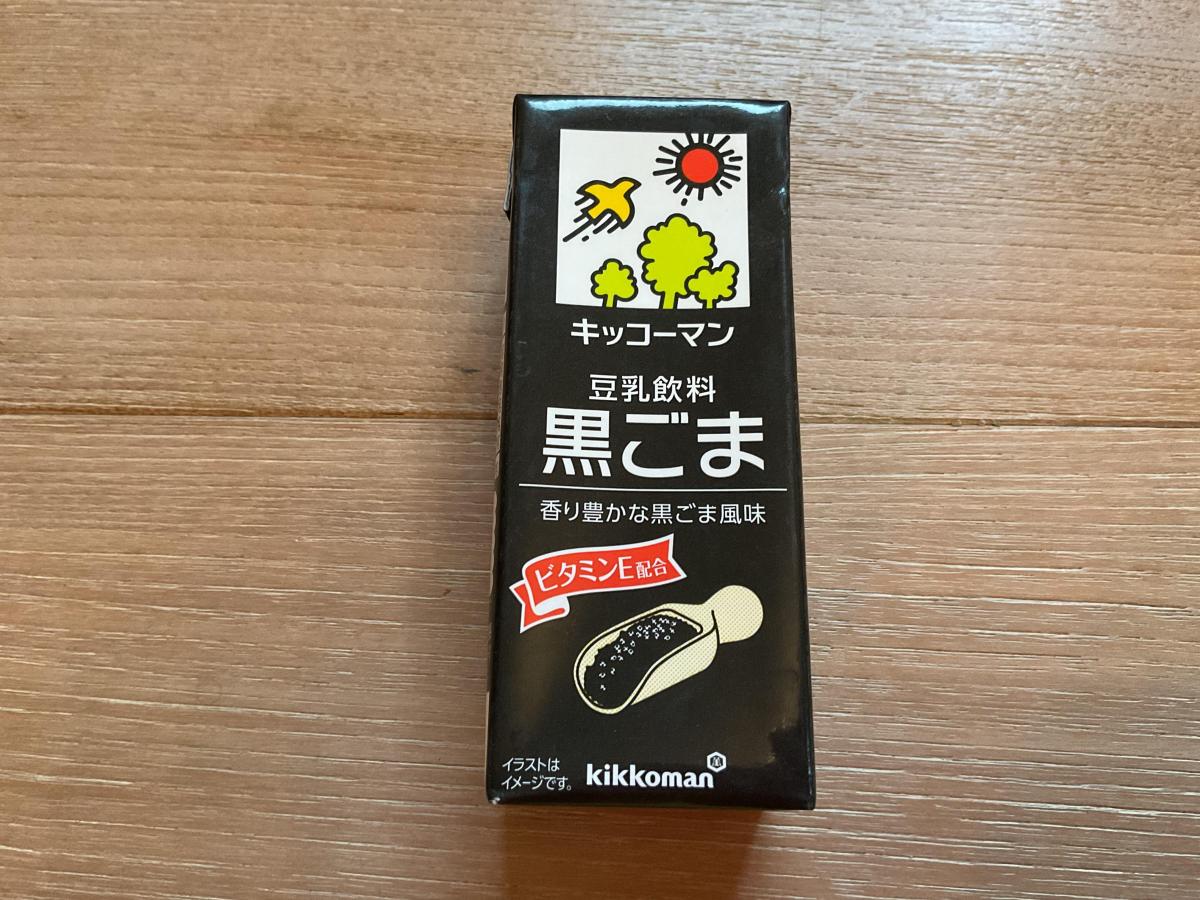 キッコーマン
豆乳飲料
黒ごま
香り豊かな黒ごま風味
ビタミンE配合
イラストは
イメージです。
kikkoman